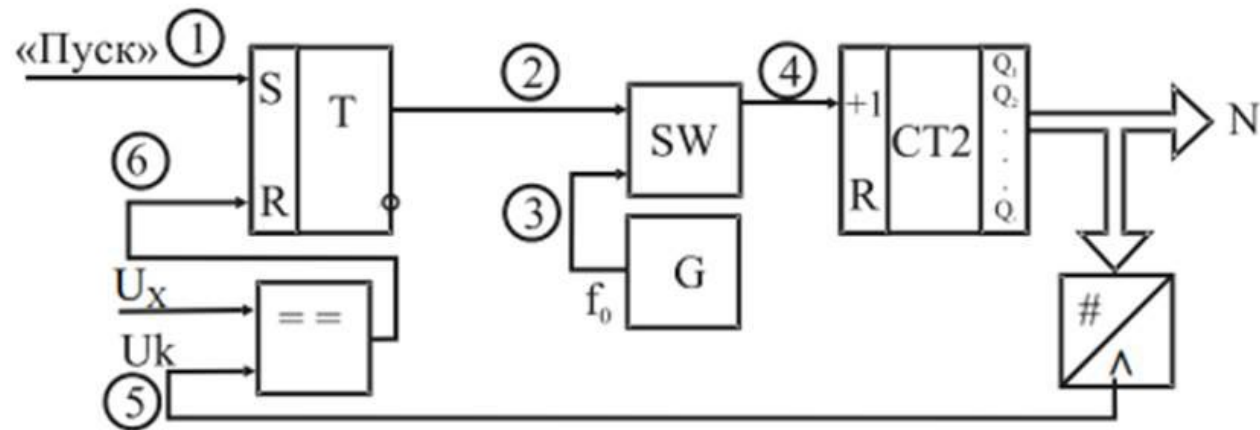 «Пуск»
1
S
T
R
2
SW
3
G
f₀
4
+1
R
CT2
Q₁
Q₂
.
.
.
Q.
N
#
Λ
6
Uₓ
Uk
= =
5